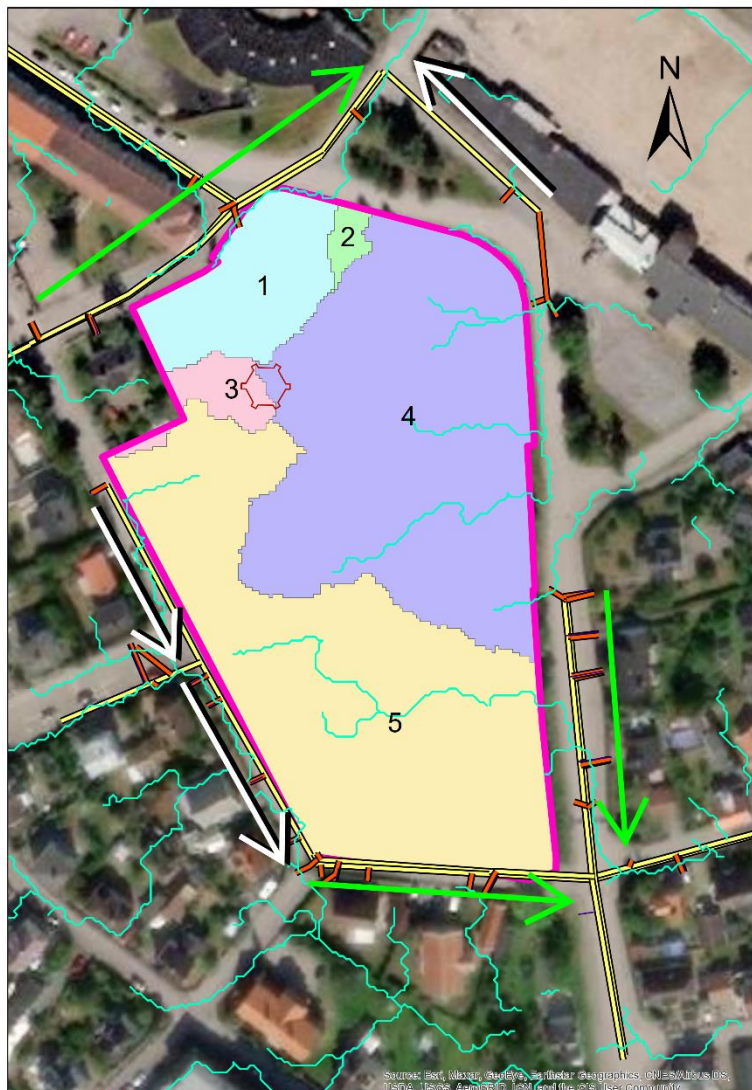 N
2
1
3
4
5
Source: Esri, Maxar, GeoEye, Earthstar Geographics, CNES/Airbus DS,
USDA, USGS, AeroGRID, IGN, and the GIS User Community